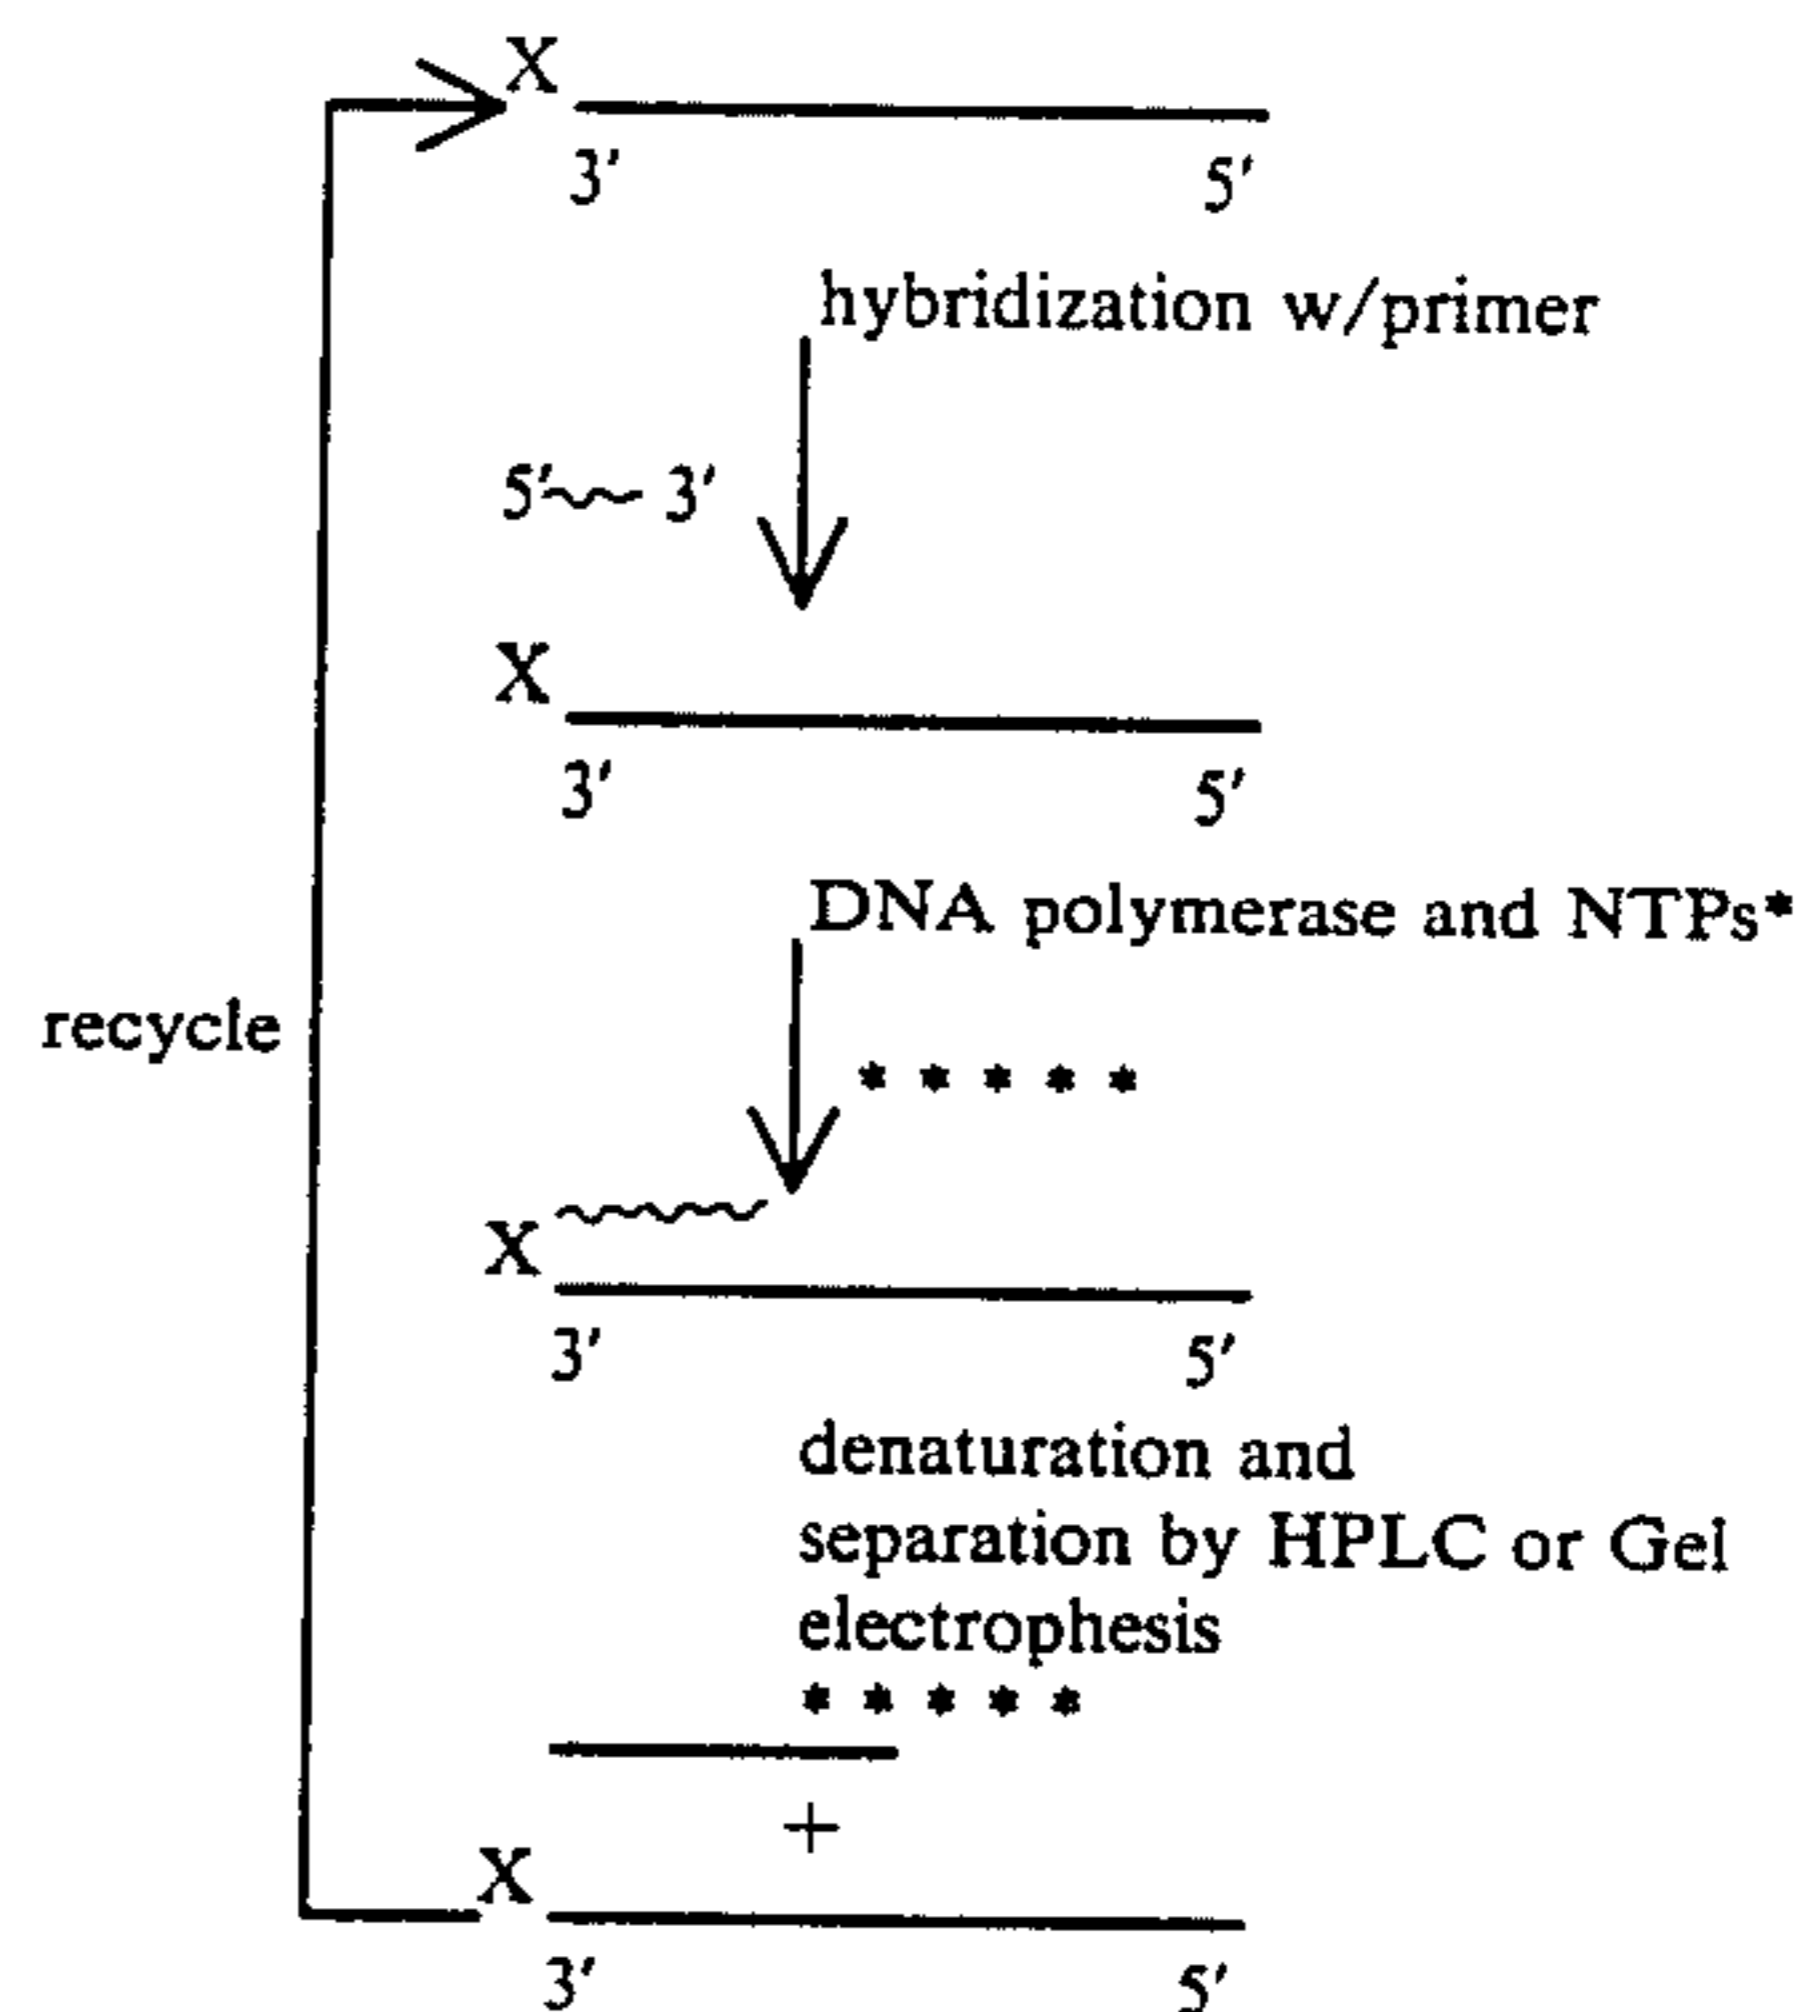 X
3' 5'
hybridization w/primer
5' 3'
X
3' 5'
DNA polymerase and NTPs*
recycle
* * * * *
X
3' 5'
denaturation and
separation by HPLC or Gel
electrophesis
* * * * *
+
X
3' 5'